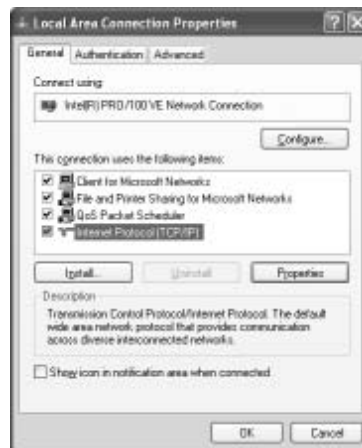 Local Area Connection Properties
General Authentication Advanced
Connect using:
Intel(R) PRO/100 VE Network Connection
Configure...
This connection uses the following items:
Client for Microsoft Networks
File and Printer Sharing for Microsoft Networks
QoS Packet Scheduler
Internet Protocol (TCP/IP)
Install... Uninstall Properties
Description
Transmission Control Protocol/Internet Protocol. The default
wide area network protocol that provides communication
across diverse interconnected networks.
Show icon in notification area when connected
OK Cancel